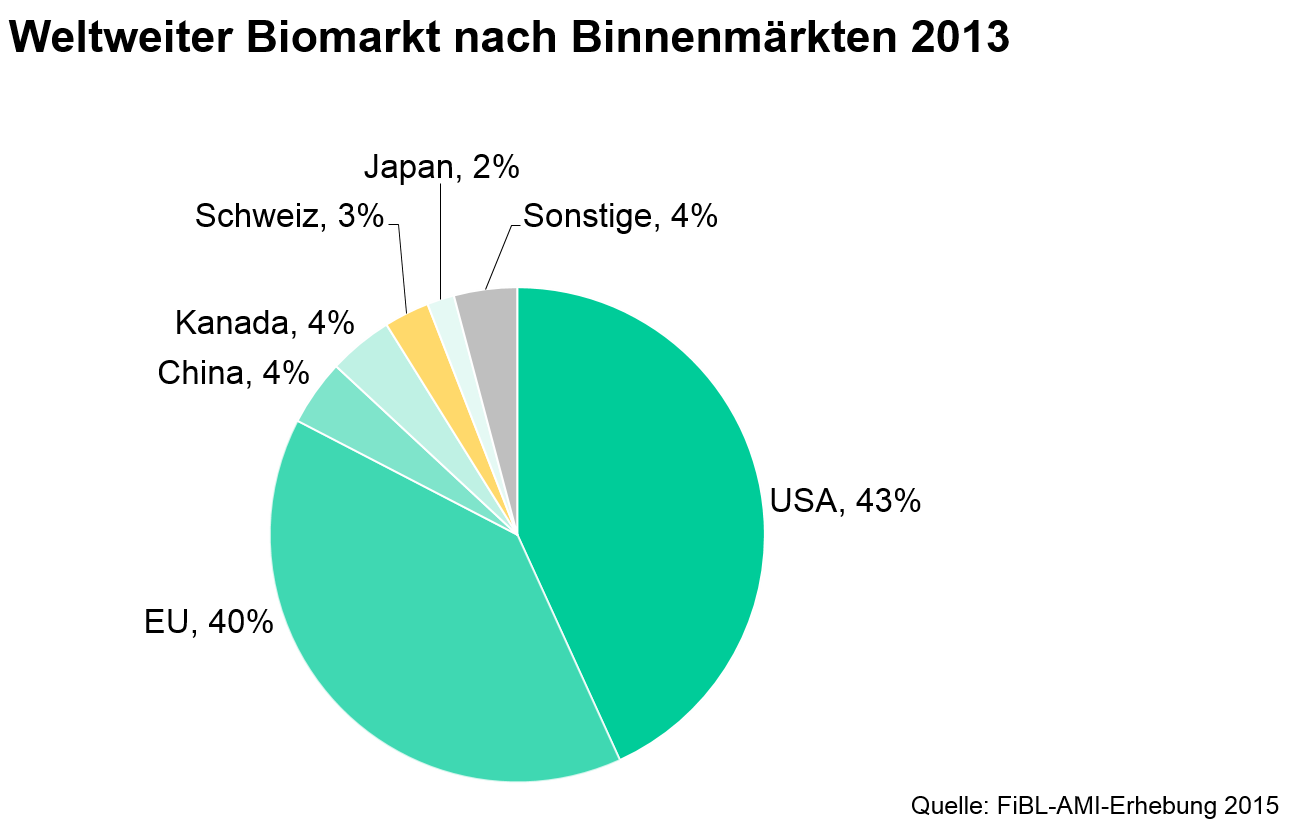 Weltweiter Biomarkt nach Binnenmärkten 2013
Japan, 2%
Schweiz, 3%
Sonstige, 4%
Kanada, 4%
China, 4%
USA, 43%
EU, 40%
Quelle: FiBL-AMI-Erhebung 2015